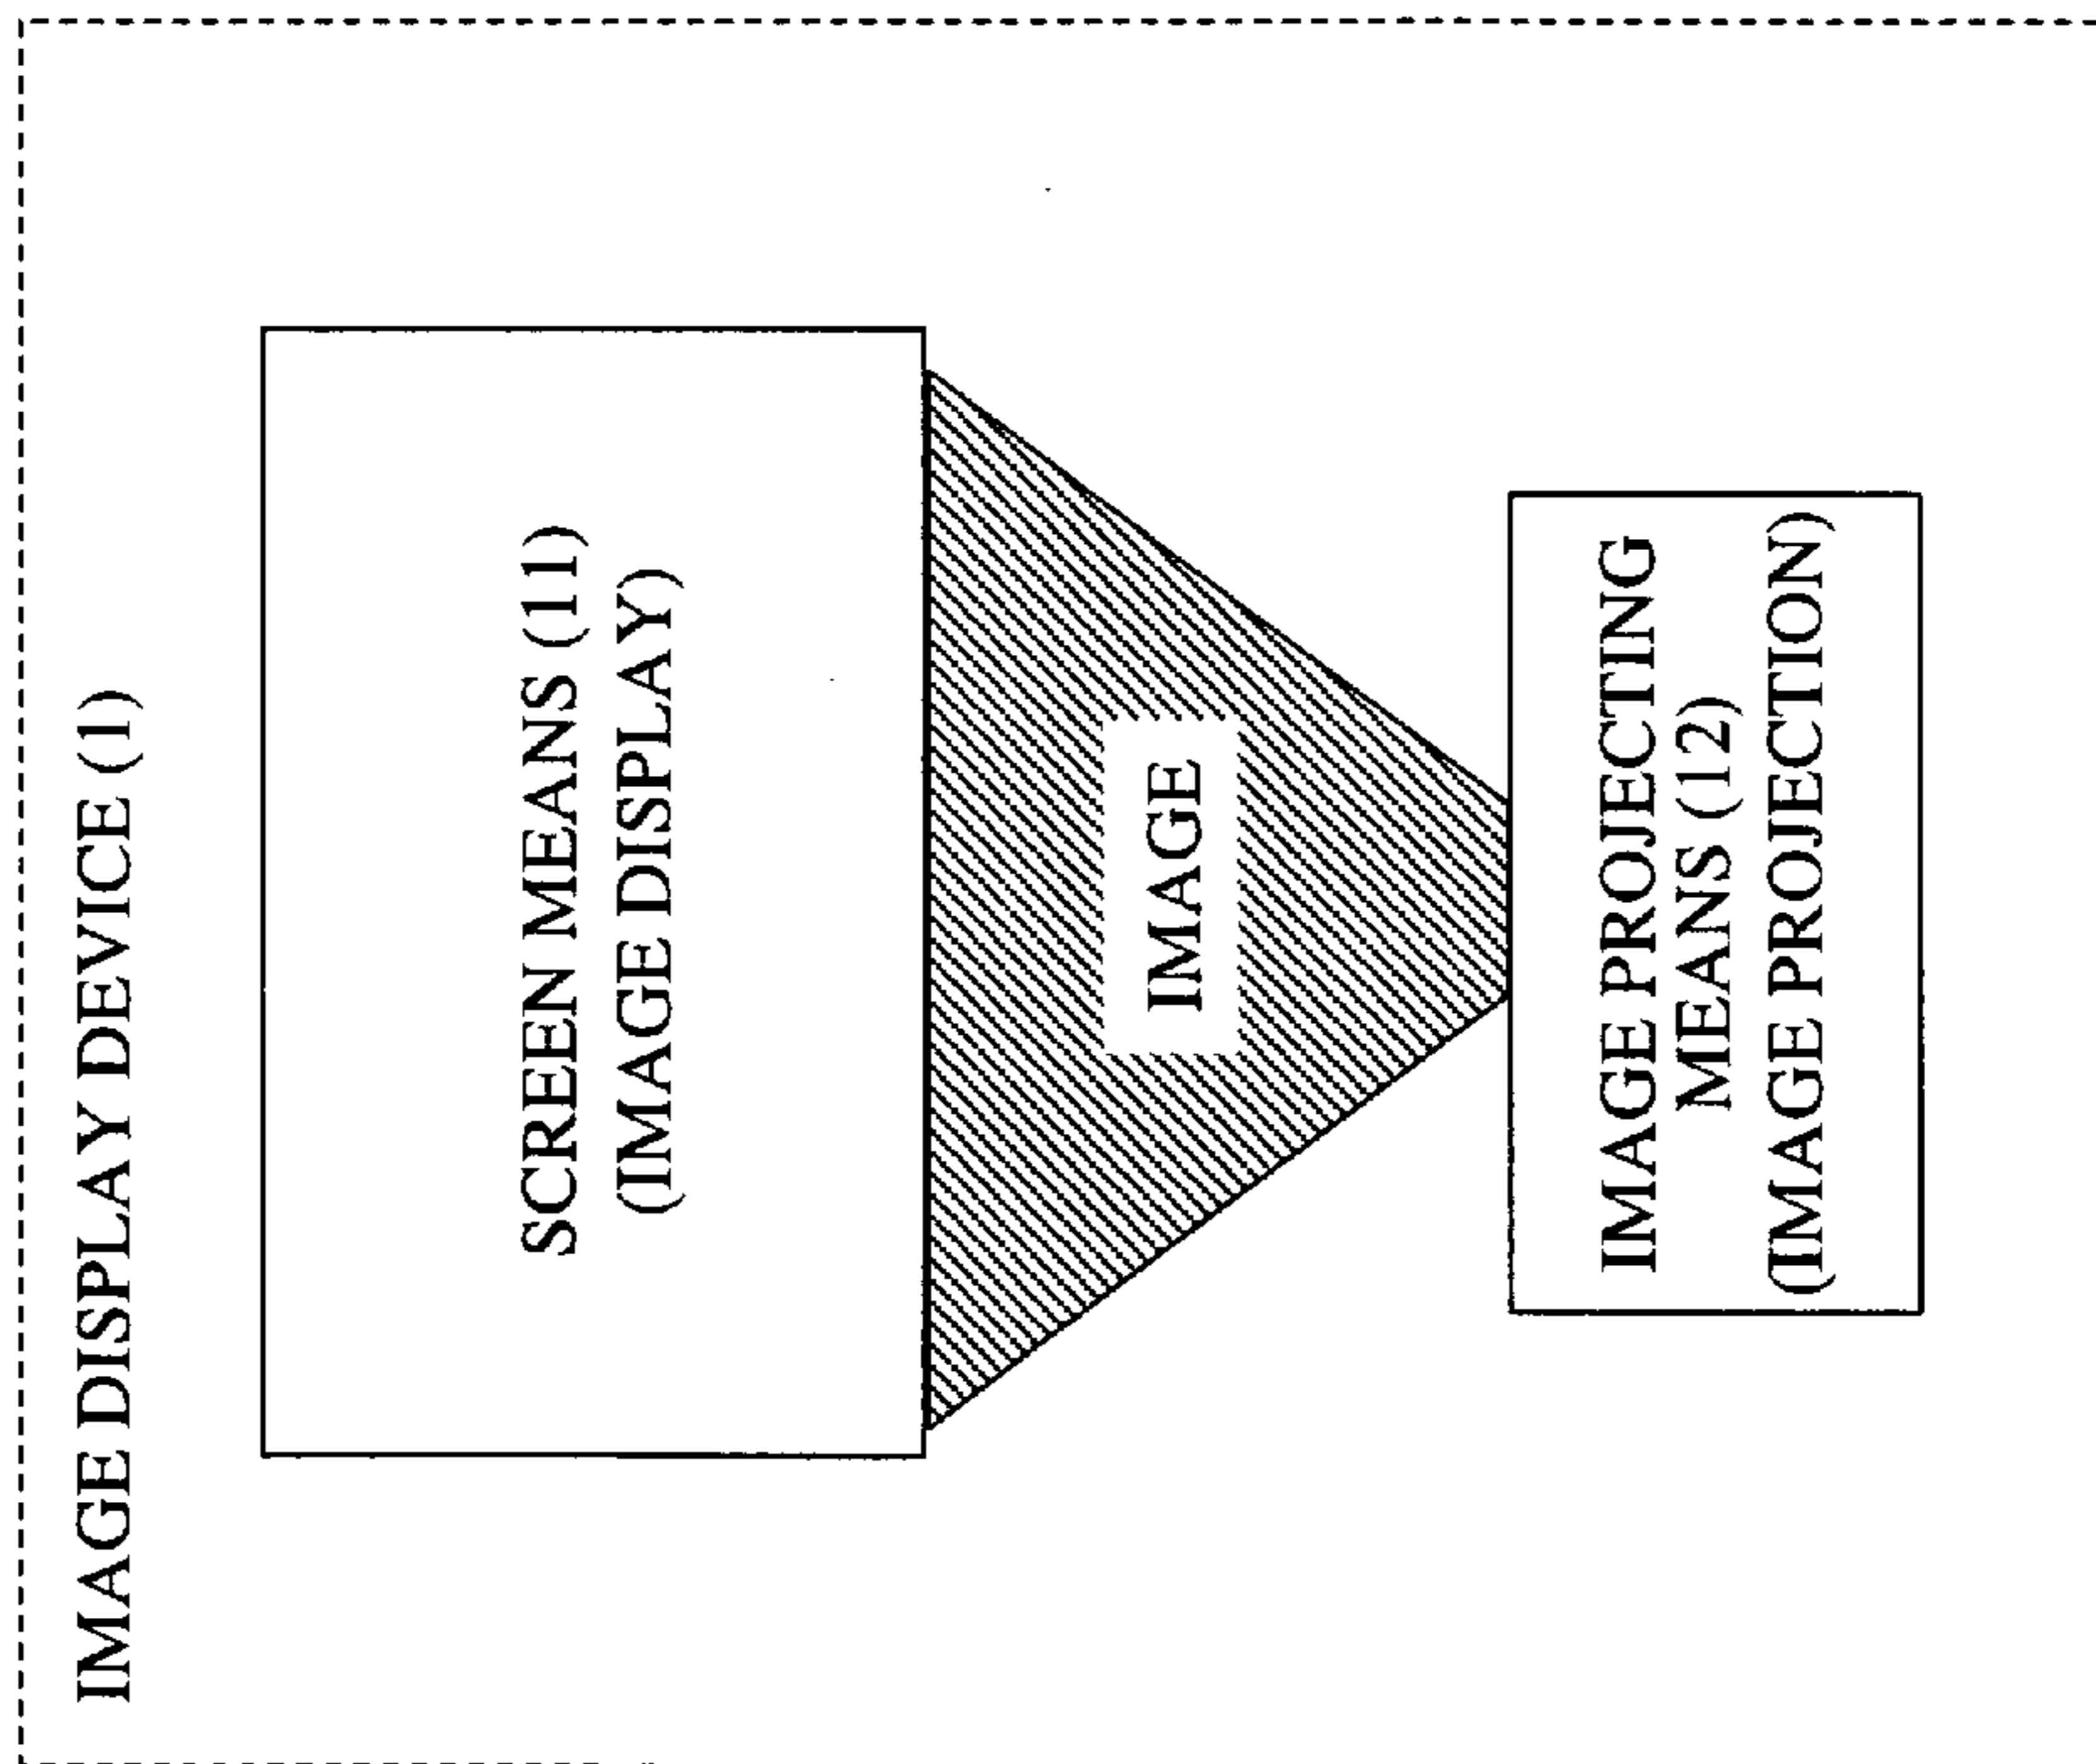 IMAGE DISPLAY DEVICE (1)
SCREEN MEANS (11)
(IMAGE DISPLAY)
IMAGE
IMAGE PROJECTING
MEANS (12)
(IMAGE PROJECTION)